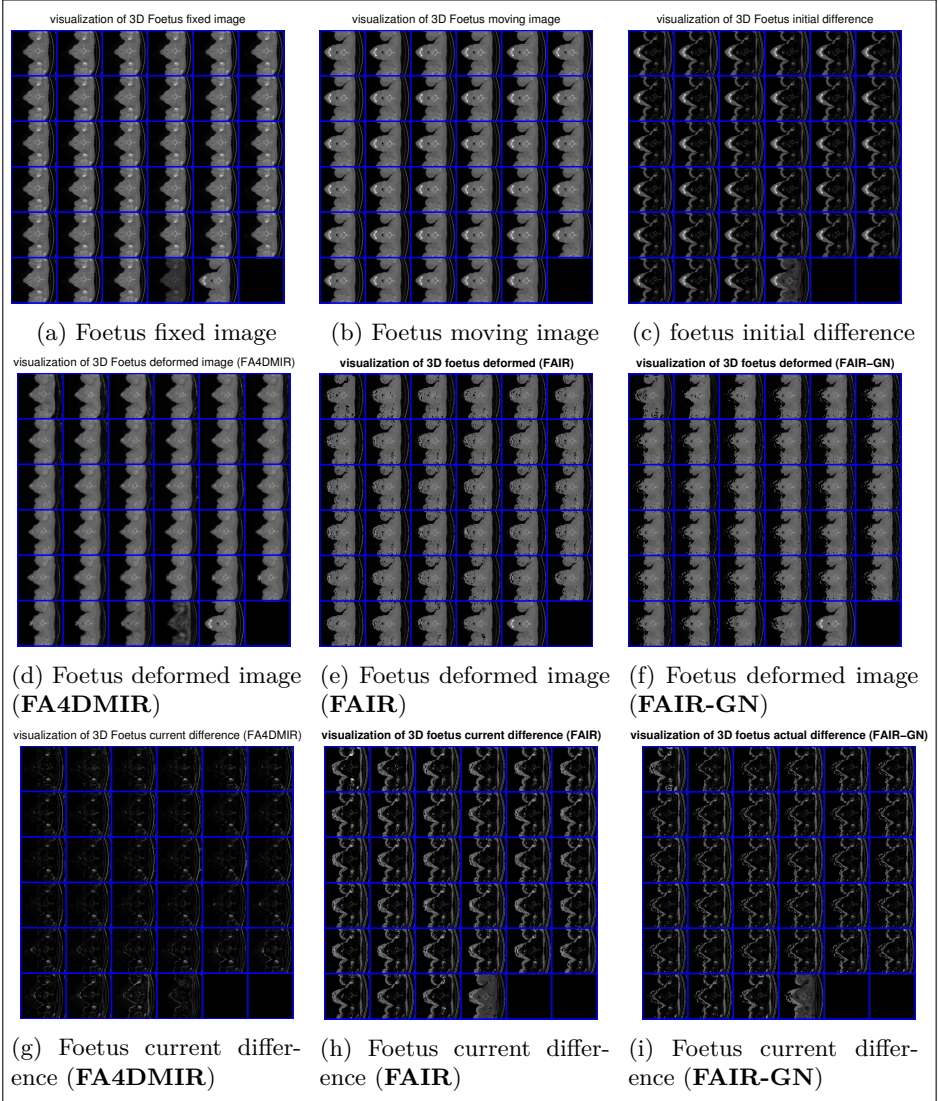 visualization of 3D Foetus fixed image
visualization of 3D Foetus moving image
visualization of 3D Foetus initial difference
(a) Foetus fixed image
(b) Foetus moving image
(c) foetus initial difference
visualization of 3D Foetus deformed image (FA4DMIR)
visualization of 3D foetus deformed (FAIR)
visualization of 3D foetus deformed (FAIR−GN)
(d) Foetus deformed image
(FA4DMIR)
(e) Foetus deformed image
(FAIR)
(f) Foetus deformed image
(FAIR-GN)
visualization of 3D Foetus current difference (FA4DMIR)
visualization of 3D foetus current difference (FAIR)
visualization of 3D foetus actual difference (FAIR−GN)
(g) Foetus current differ-
ence (FA4DMIR)
(h) Foetus current differ-
ence (FAIR)
(i) Foetus current differ-
ence (FAIR-GN)